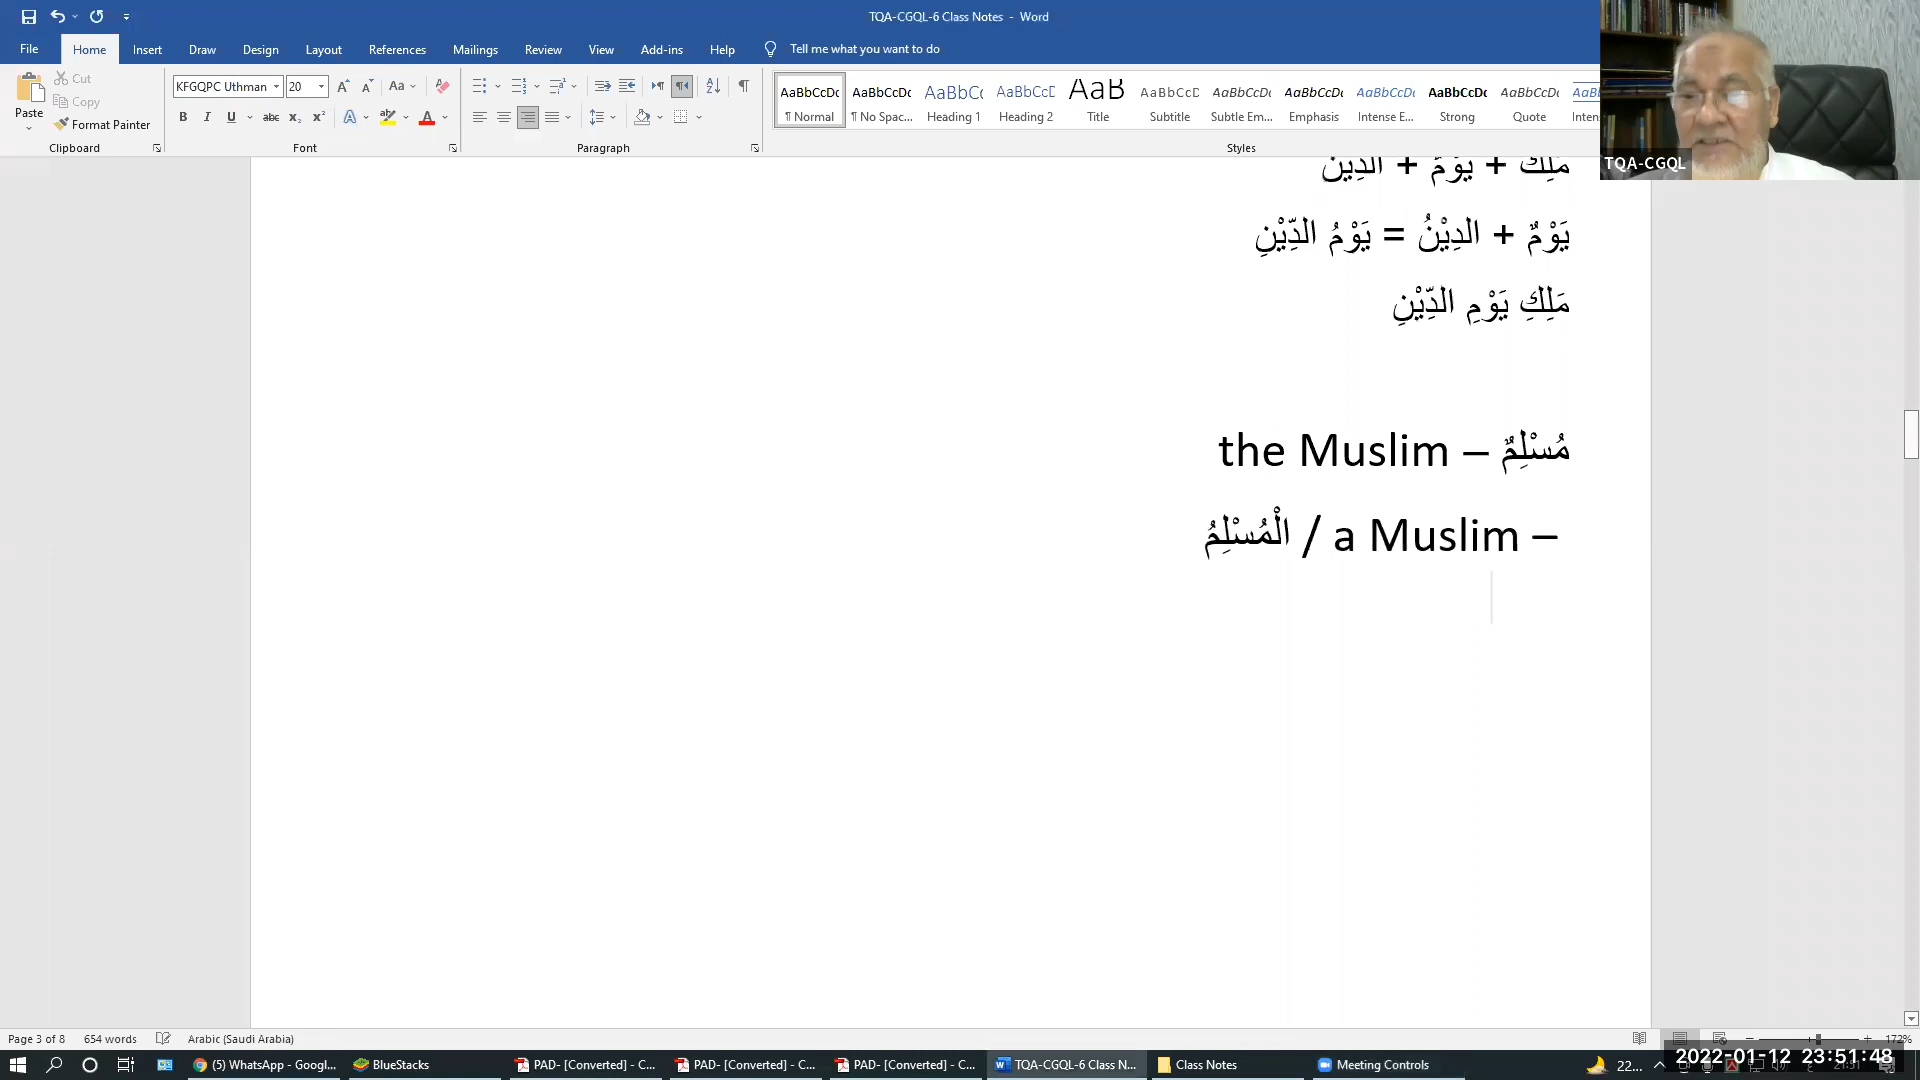 TQA-CGQL-6 Class Notes - Word
File Home Insert Draw Design Layout References Mailings Review View Add-ins Help Tell me what you want to do
Paste
Cut
Copy
Format Painter
Clipboard
KFGQPC Uthman 20
Font
Paragraph
AaBbCcDc AaBbCcDc AaBbCc AaBbCcD AaB AaBbCcD AaBbCcDc AaBbCcDc AaBbCcDc AaBbCcDc AaBbCcDc
¶ Normal ¶ No Spac... Heading 1 Heading 2 Title Subtitle Subtle Em... Emphasis Intense E... Strong Quote Inten
Styles
TQA-CGQL
مَلِك + يَوْمٌ + الدِين
يَوْمٌ + الدِيْنُ = يَوْمُ الدِّيْنِ
مَلِكِ يَوْمِ الدِّيْنِ
the Muslim – مُسْلِمٌ
الْمُسْلِمُ / a Muslim –
Page 3 of 8 654 words Arabic (Saudi Arabia) 172%
(5) WhatsApp - Googl... BlueStacks PAD- [Converted] - C... PAD- [Converted] - C... PAD- [Converted] - C... TQA-CGQL-6 Class N... Class Notes Meeting Controls 22...
2022-01-12 23:51:48